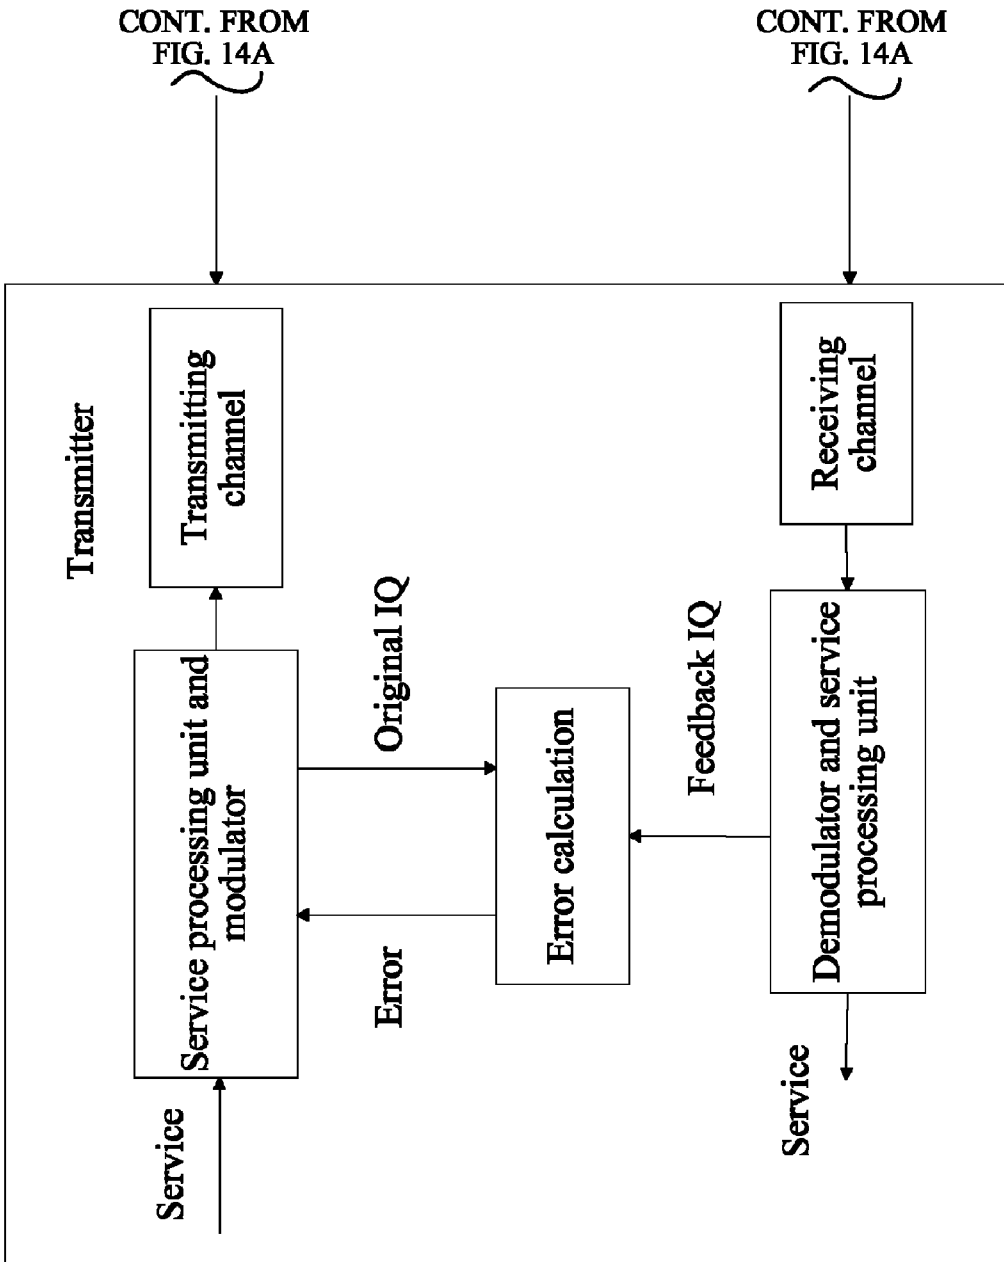 CONT. FROM
FIG. 14A
CONT. FROM
FIG. 14A
Transmitter
Transmitting
channel
Receiving
channel
Service processing unit and
modulator
Original IQ
Error
Error calculation
Feedback IQ
Demodulator and service
processing unit
Service
Service